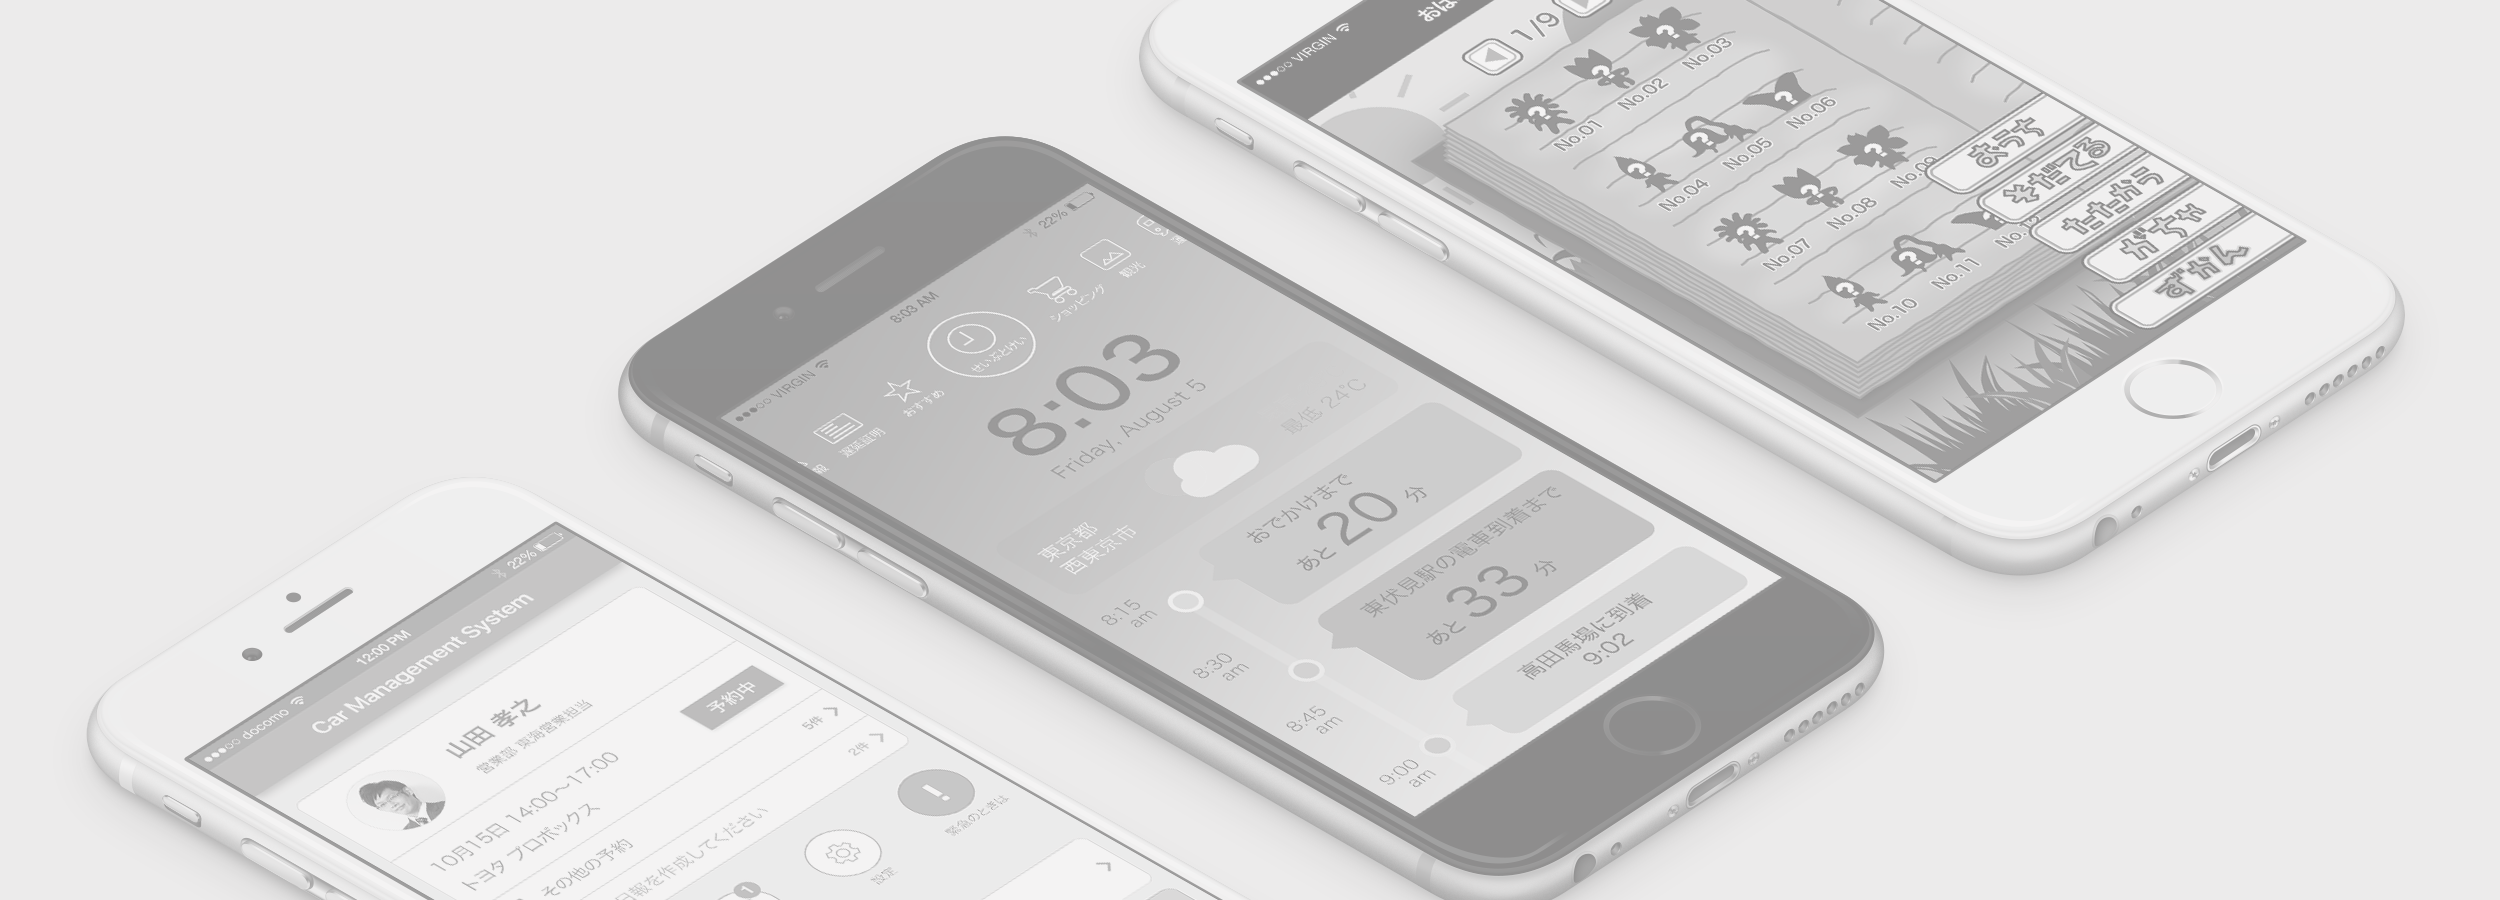 docomo
12:00 PM
22%
Car Management System
山田 孝之
営業部 東海営業担当
予約中
10月15日 14:00〜17:00
トヨタ プロボックス
その他の予約
5件
日報を作成してください
2件
緊急のときは
設定
1
VIRGIN
8:03 AM
22%
遅延証明
おすすめ
せいぶとけい
ショッピング
観光
8:03
Friday, August 5
東京都
西東京市
最低 24°C
おでかけまで
あと 20 分
東伏見駅の電車到着まで
あと 33 分
高田馬場に到着
9:02
8:15
am
8:30
am
8:45
am
9:00
am
VIRGIN
1/9
No.01
No.02
No.03
No.04
No.05
No.06
No.07
No.08
No.09
No.10
No.11
おうち
そだてる
たたかう
がちゃ
ずかん